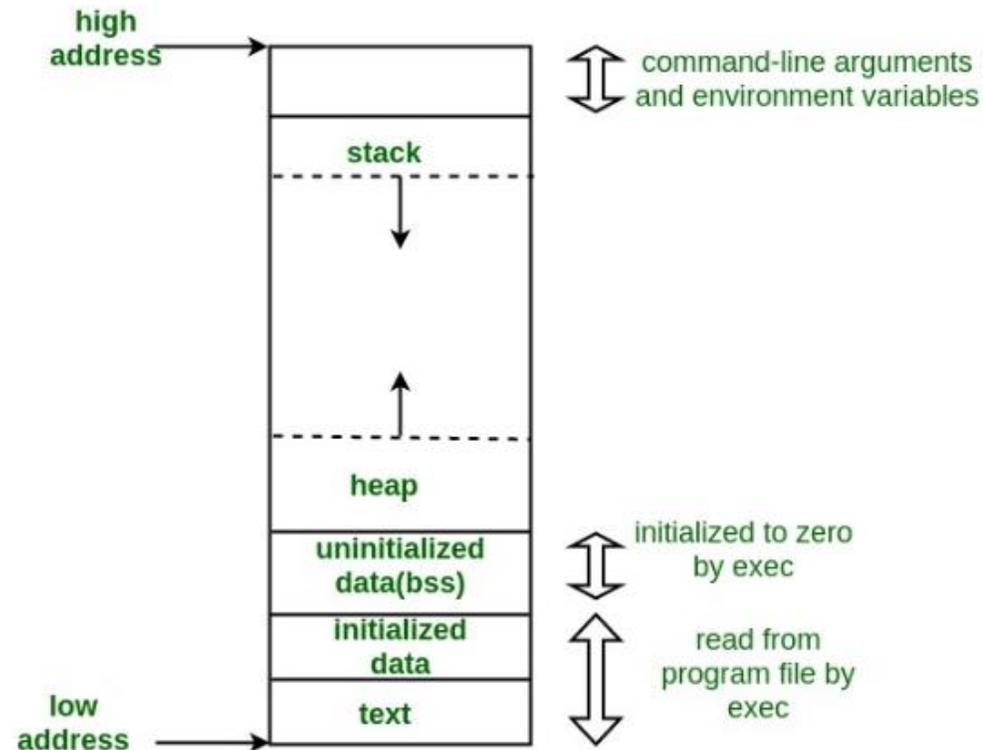 high
address
command-line arguments
and environment variables
stack
heap
uninitialized
data(bss)
initialized to zero
by exec
initialized
data
read from
program file by
exec
text
low
address